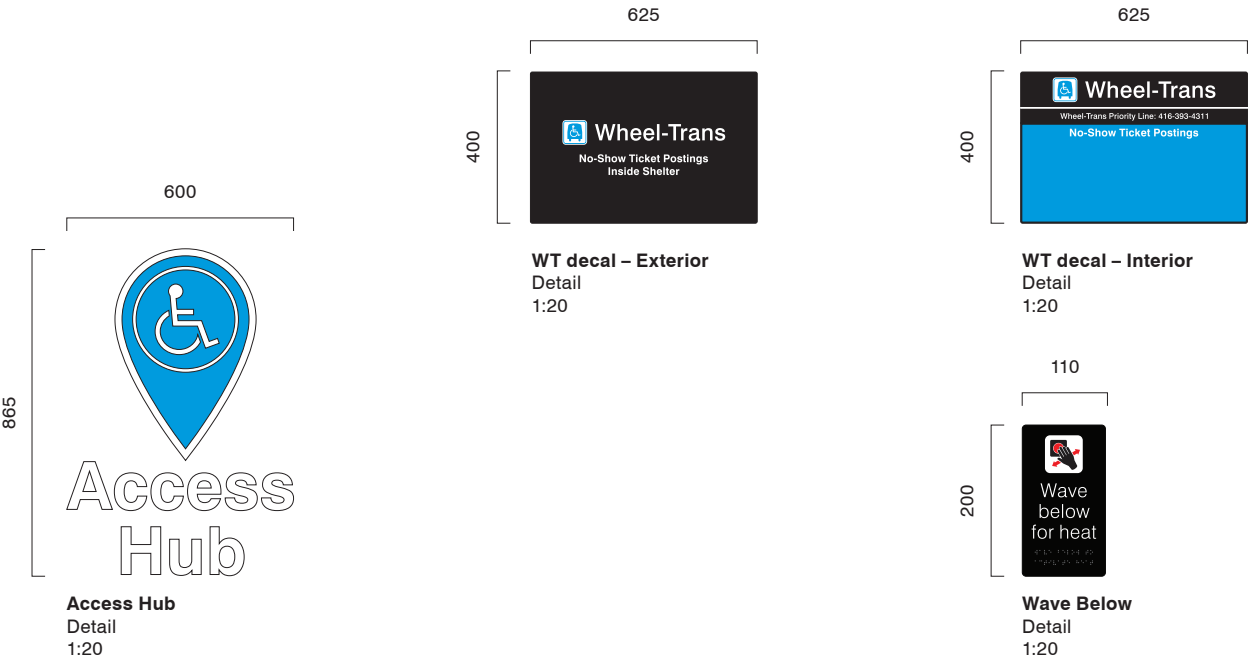 600
865
Access
Hub
Access Hub
Detail
1:20
625
400
Wheel-Trans
No-Show Ticket Postings
Inside Shelter
WT decal – Exterior
Detail
1:20
625
400
Wheel-Trans
Wheel-Trans Priority Line: 416-393-4311
No-Show Ticket Postings
WT decal – Interior
Detail
1:20
110
200
Wave
below
for heat
Wave Below
Detail
1:20